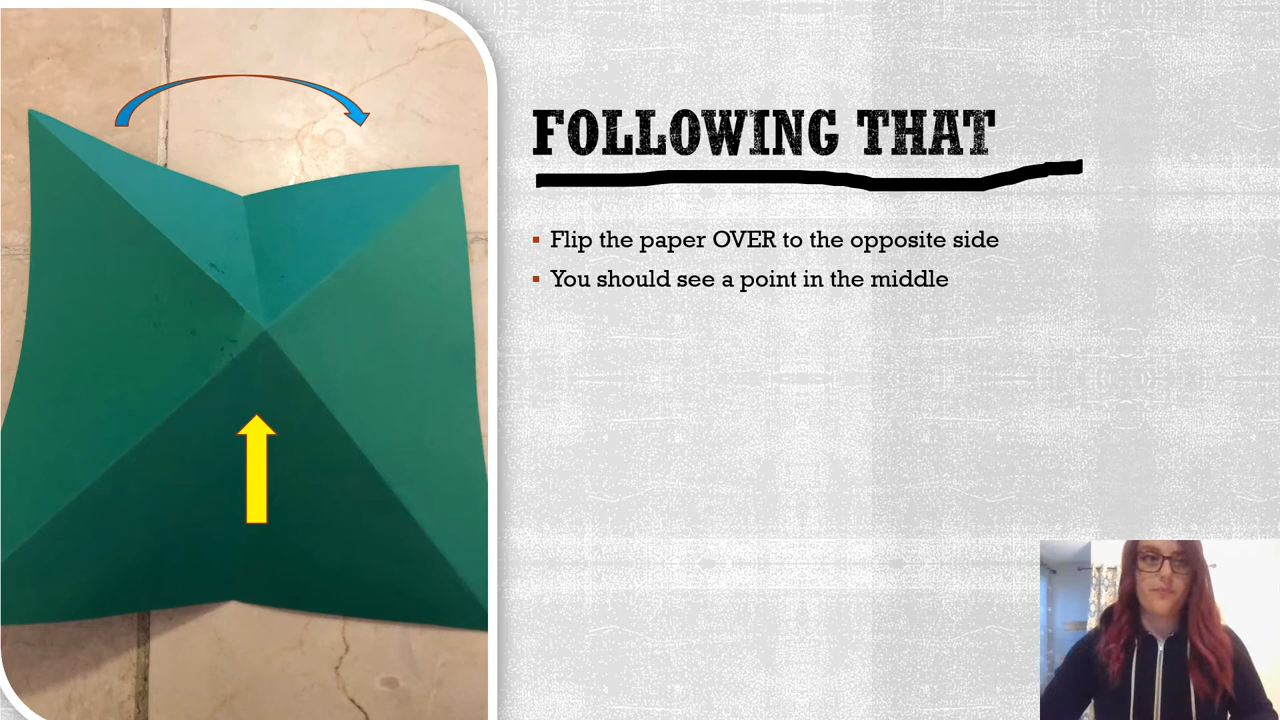 FOLLOWING THAT
Flip the paper OVER to the opposite side
You should see a point in the middle